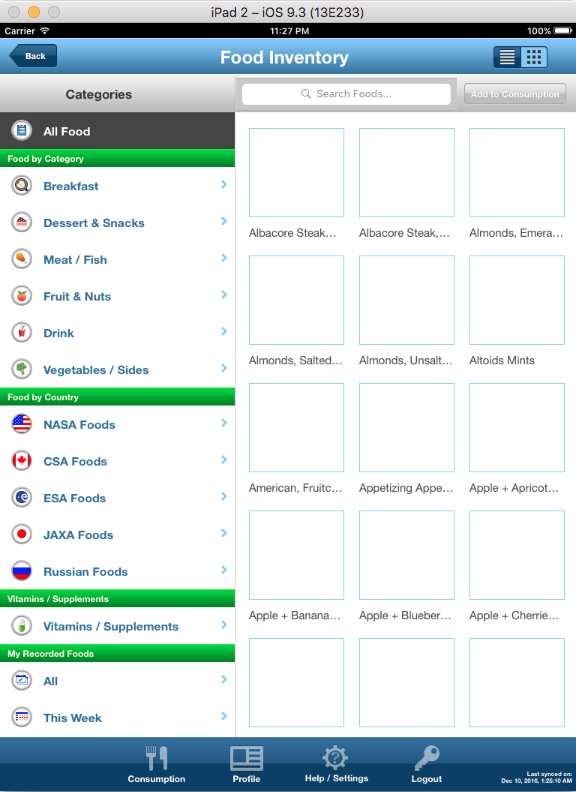 iPad 2 – iOS 9.3 (13E233)
Carrier 11:27 PM 100%
Back Food Inventory
Categories
Search Foods...
Add to Consumption
All Food
Food by Category
Breakfast
Dessert & Snacks
Meat / Fish
Fruit & Nuts
Drink
Vegetables / Sides
Food by Country
NASA Foods
CSA Foods
ESA Foods
JAXA Foods
Russian Foods
Vitamins / Supplements
Vitamins / Supplements
My Recorded Foods
All
This Week
Albacore Steak... Albacore Steak,... Almonds, Emera...
Almonds, Salted... Almonds, Unsalt... Altoids Mints
American, Fruitc... Appetizing Appe... Apple + Apricot...
Apple + Banana... Apple + Blueber... Apple + Cherrie...
Consumption Profile Help / Settings Logout
Last synced on:
Dec 10, 2016, 1:25:10 AM